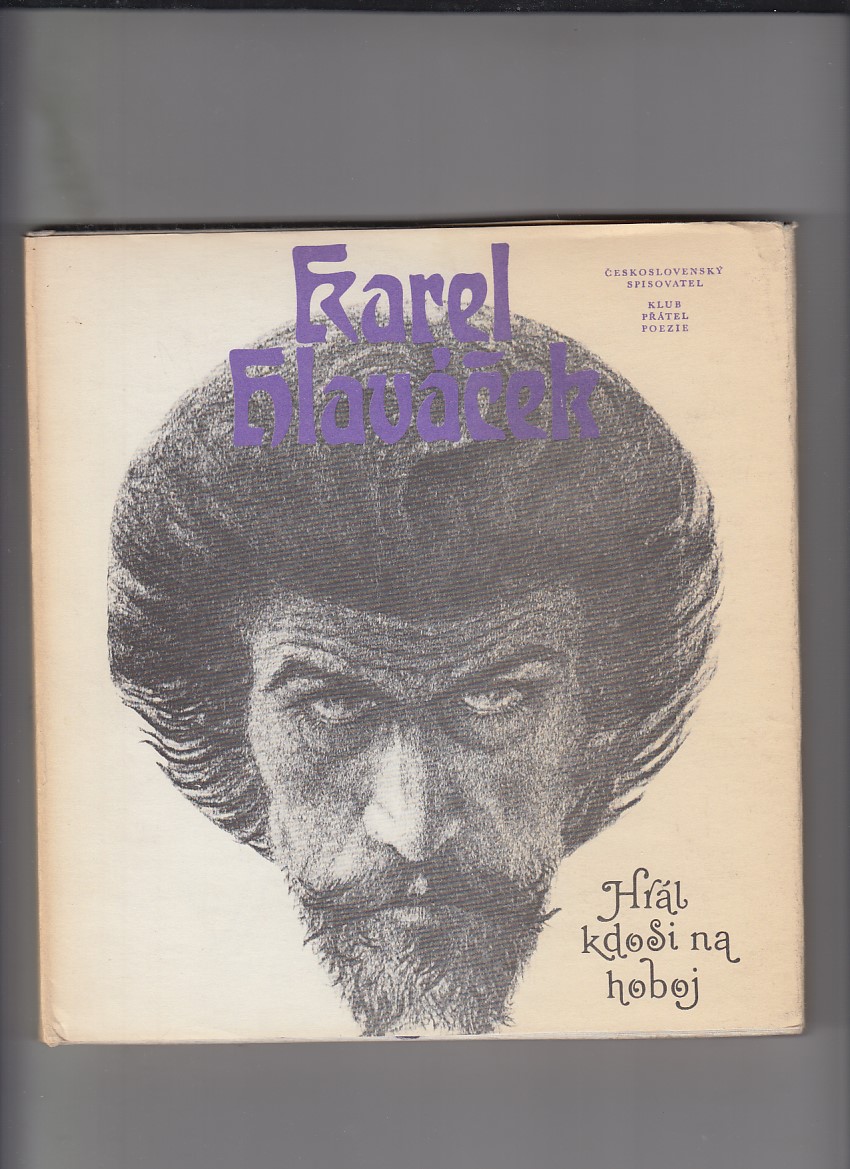 Karel
Hlaváček
ČESKOSLOVENSKÝ
SPISOVATEL
KLUB
PŘÁTEL
POEZIE
Hrál
kdosi na
hoboj